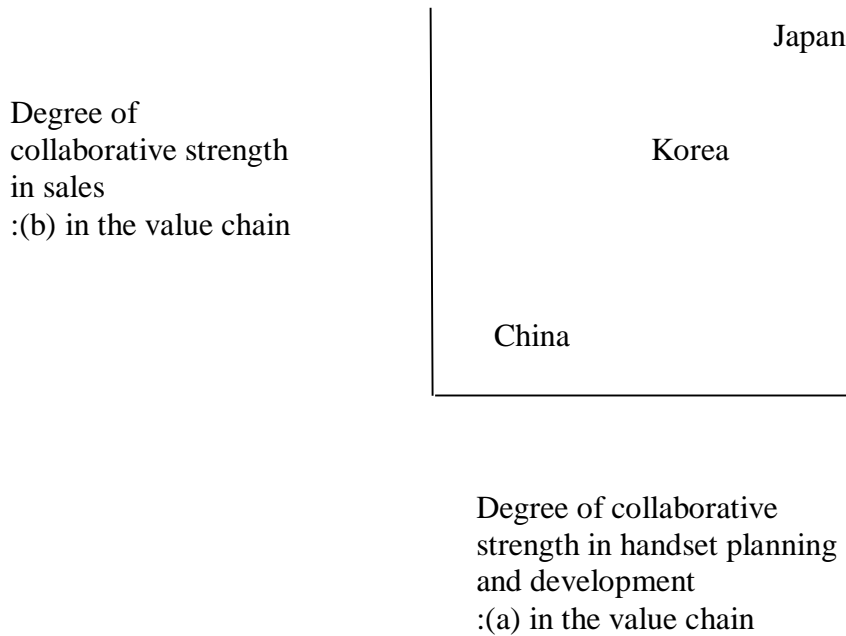 Japan
Degree of
collaborative strength
in sales
:(b) in the value chain
Korea
China
Degree of collaborative
strength in handset planning
and development
:(a) in the value chain